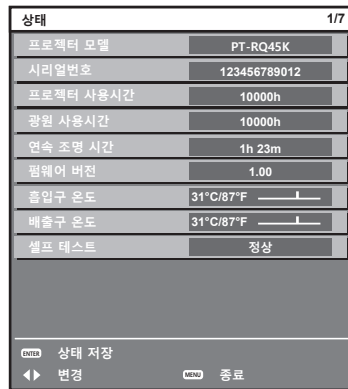 상태 1/7
프로젝터 모델 PT-RQ45K
시리얼번호 123456789012
프로젝터 사용시간 10000h
광원 사용시간 10000h
연속 조명 시간 1h 23m
펌웨어 버전 1.00
흡입구 온도 31°C/87°F
배출구 온도 31°C/87°F
셀프 테스트 정상
ENTER 상태 저장
변경 MENU 종료